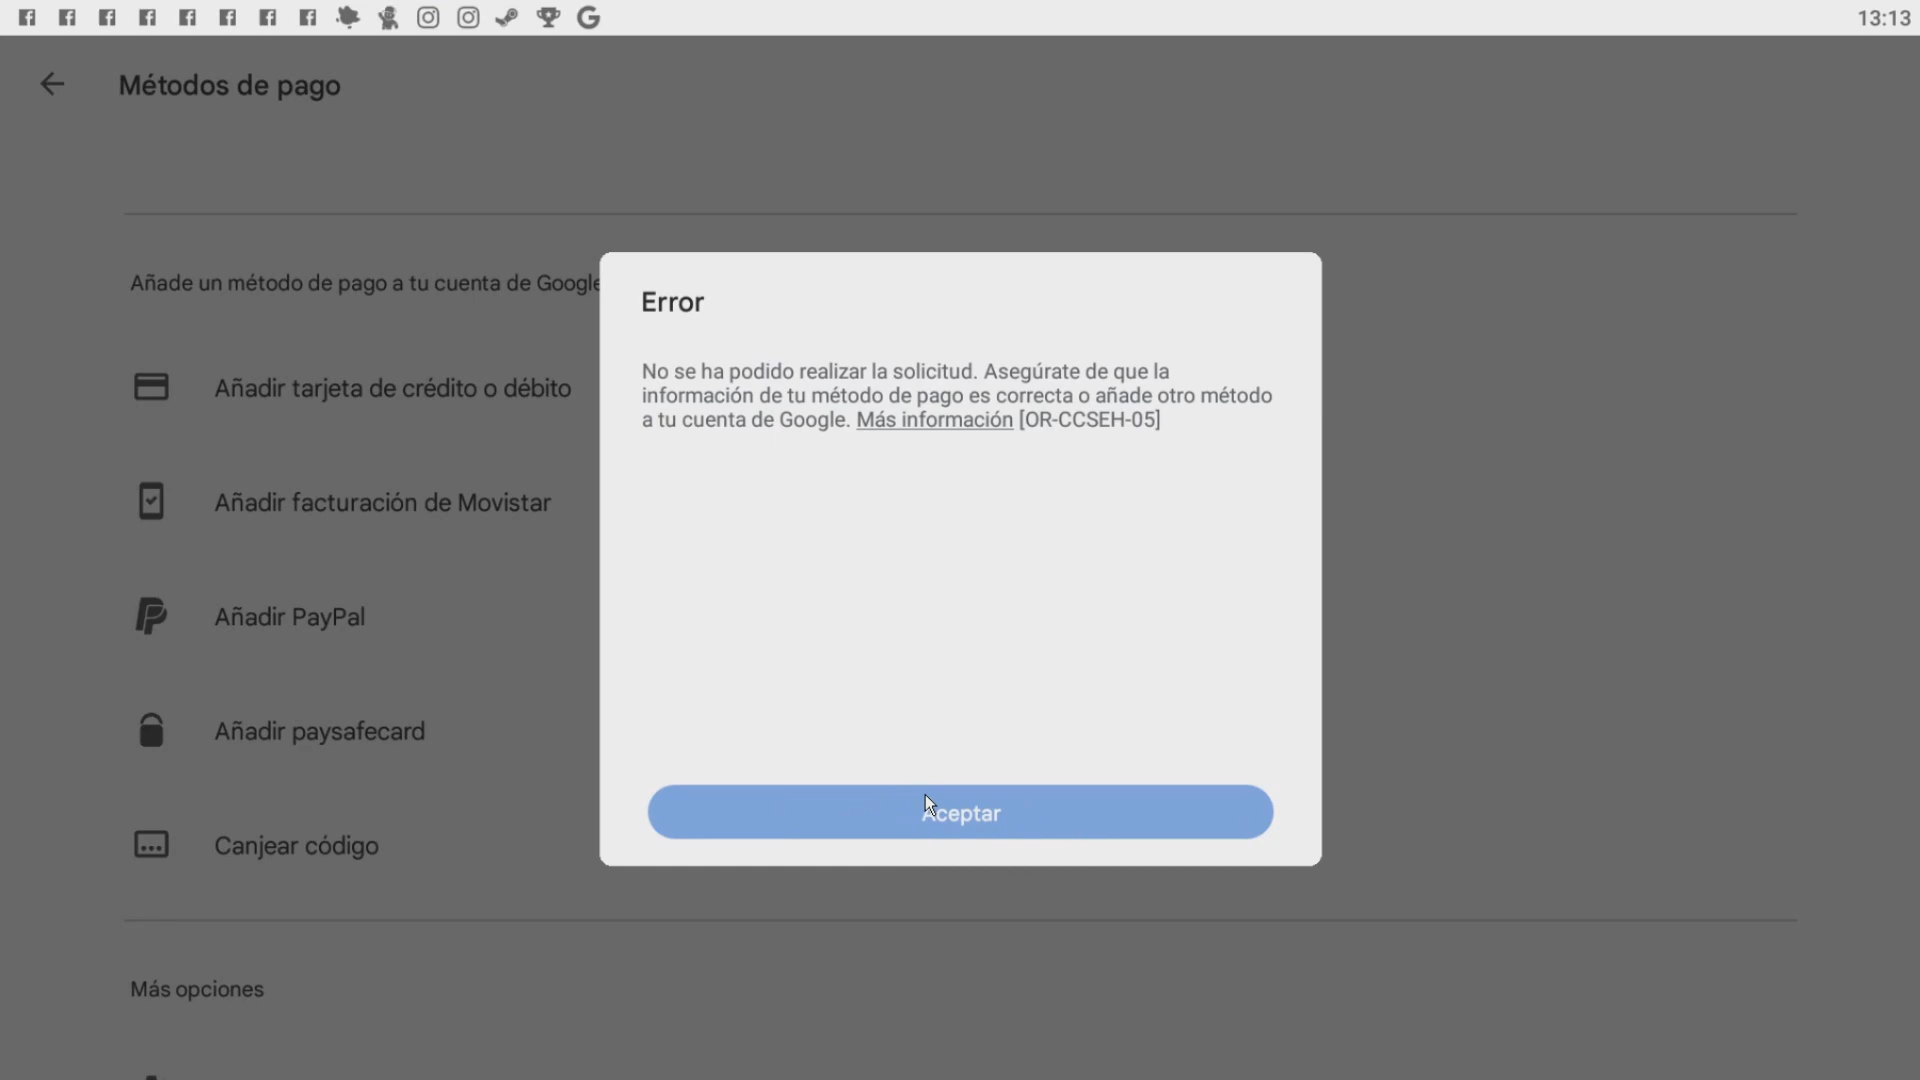 13:13
Métodos de pago
Añade un método de pago a tu cuenta de Google
Añadir tarjeta de crédito o débito
Añadir facturación de Movistar
Añadir PayPal
Añadir paysafecard
Canjear código
Más opciones
Error
No se ha podido realizar la solicitud. Asegúrate de que la
información de tu método de pago es correcta o añade otro método
a tu cuenta de Google. Más información [OR-CCSEH-05]
Aceptar